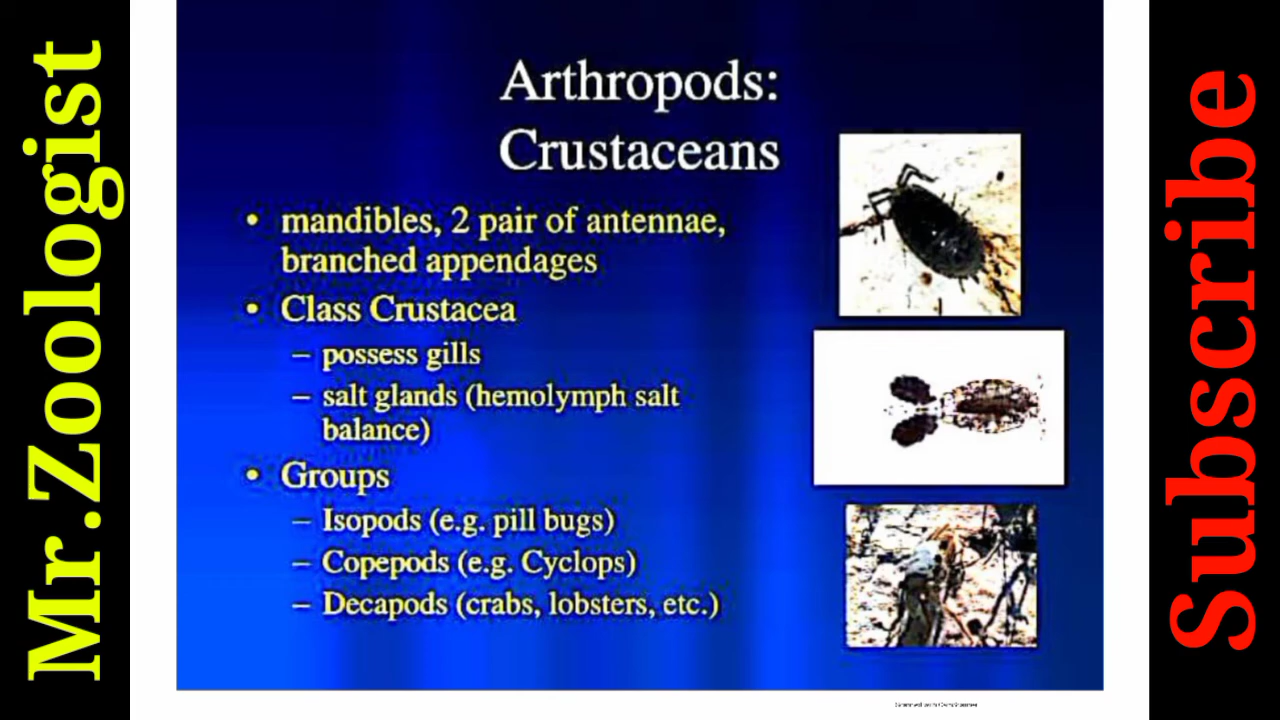 Mr.Zoologist
Arthropods:
Crustaceans
• mandibles, 2 pair of antennae,
branched appendages
• Class Crustacea
– possess gills
– salt glands (hemolymph salt
balance)
• Groups
– Isopods (e.g. pill bugs)
– Copepods (e.g. Cyclops)
– Decapods (crabs, lobsters, etc.)
Subscribe